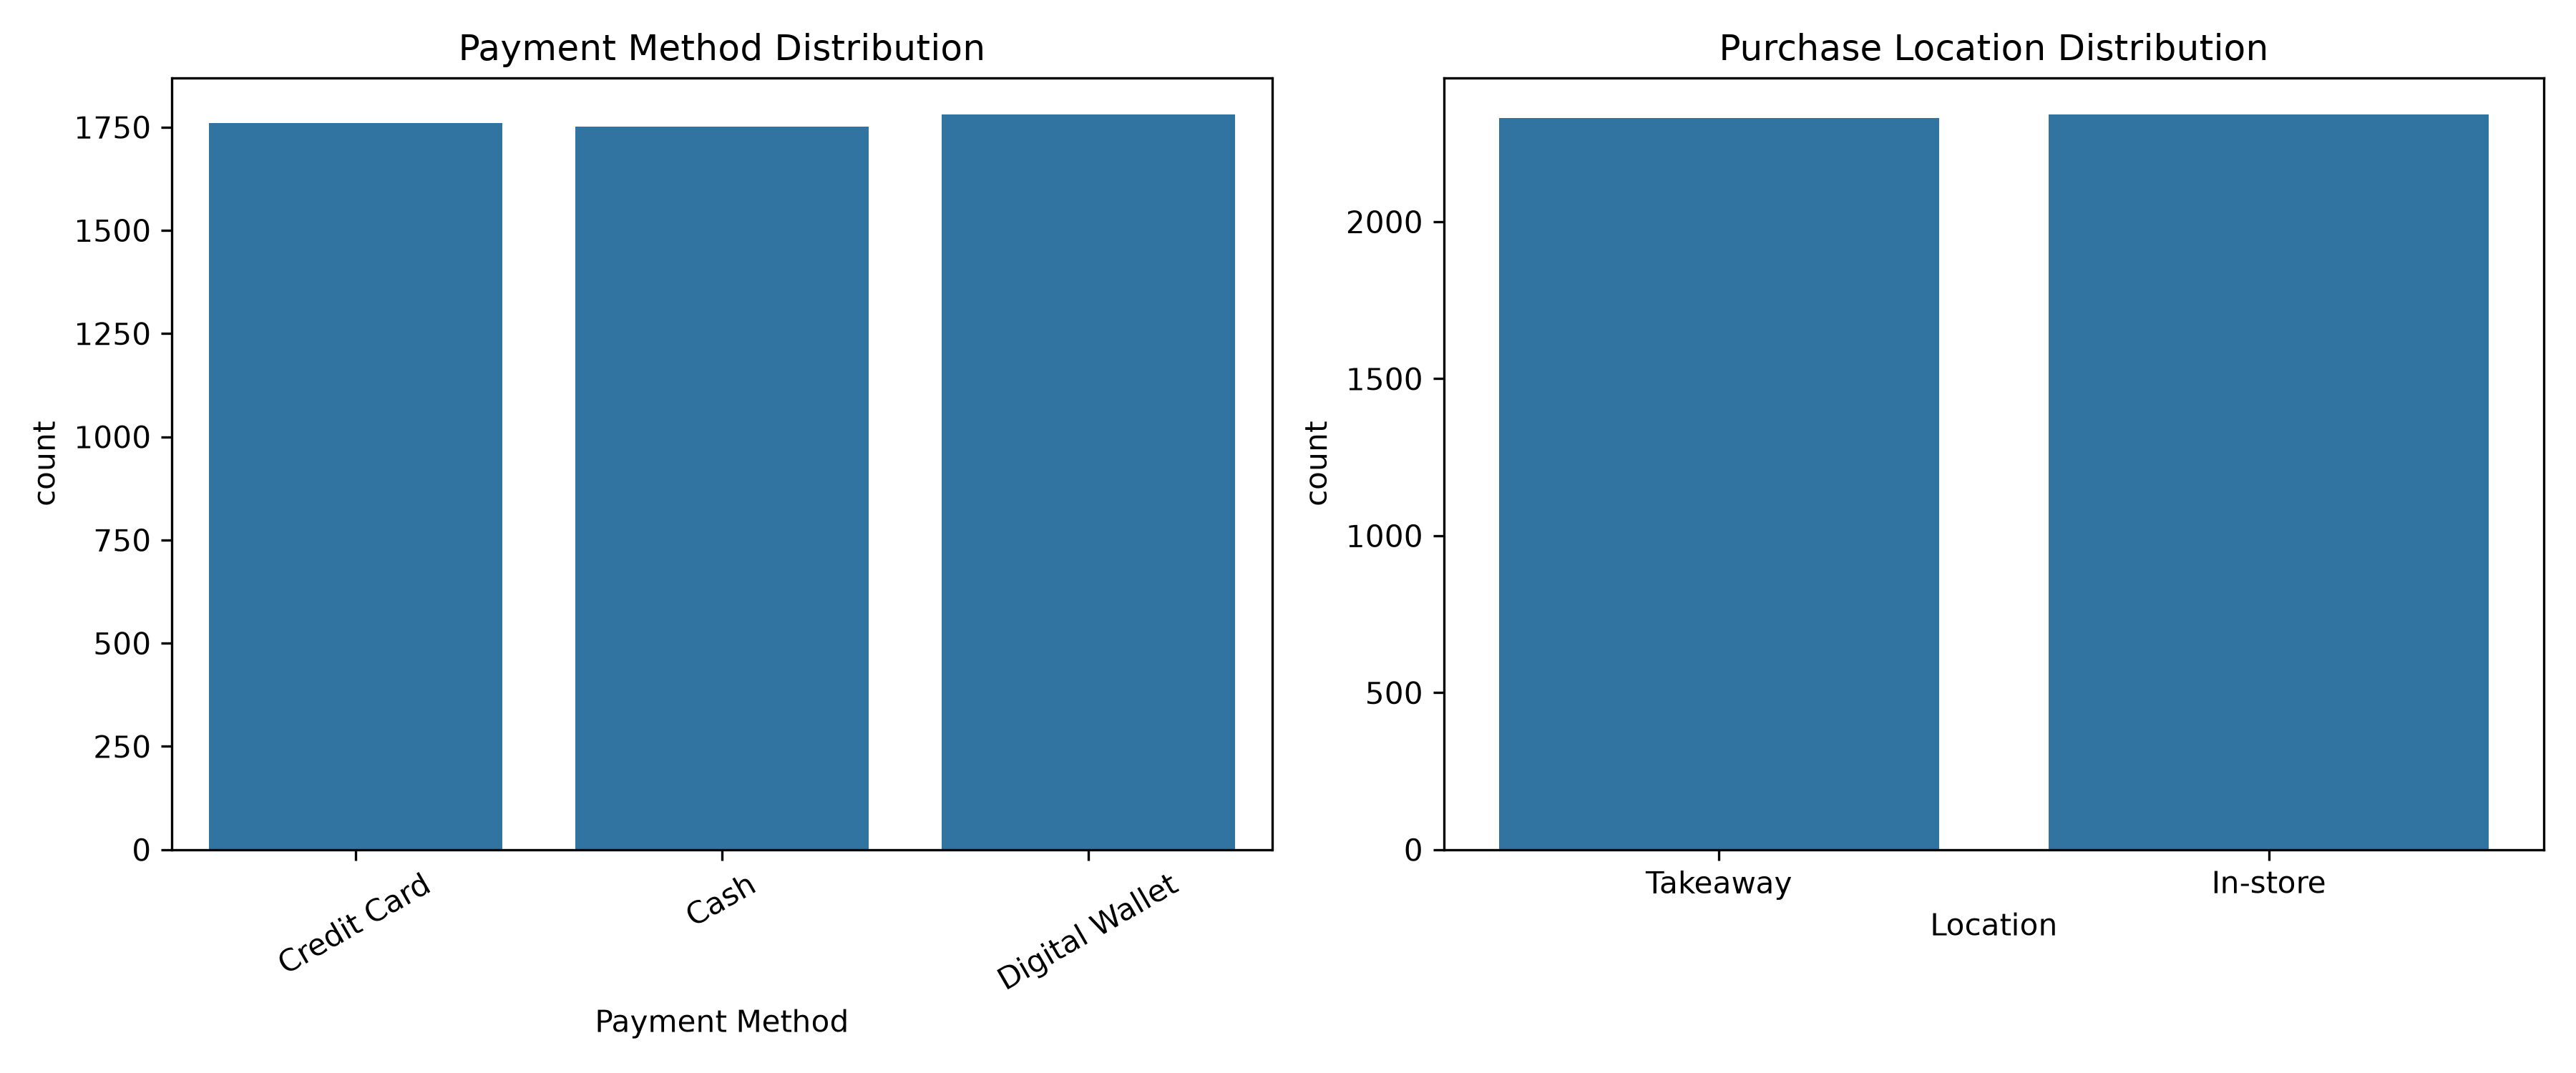 Payment Method Distribution
1750
1500
1250
1000
750
500
250
0
count
Credit Card
Cash
Digital Wallet
Payment Method
Purchase Location Distribution
2000
1500
1000
500
0
count
Takeaway
In-store
Location